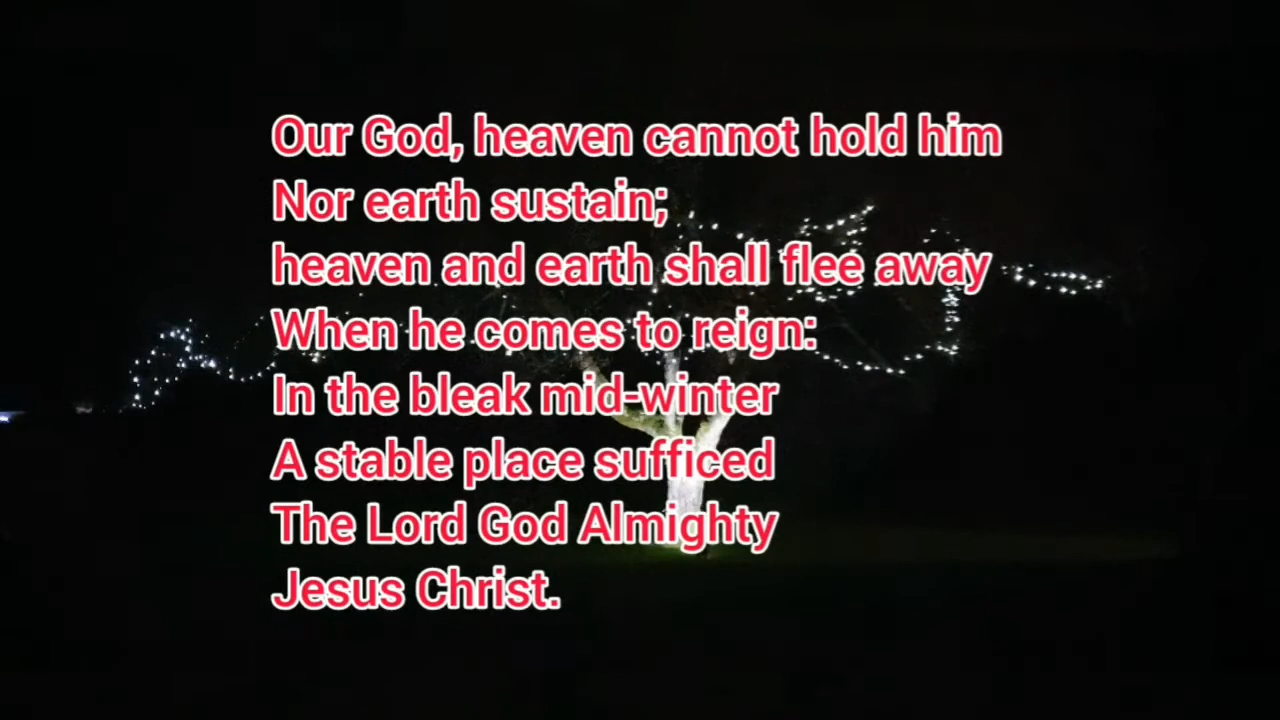 Our God, heaven cannot hold him
Nor earth sustain;
heaven and earth shall flee away
When he comes to reign:
In the bleak mid-winter
A stable place sufficed
The Lord God Almighty
Jesus Christ.